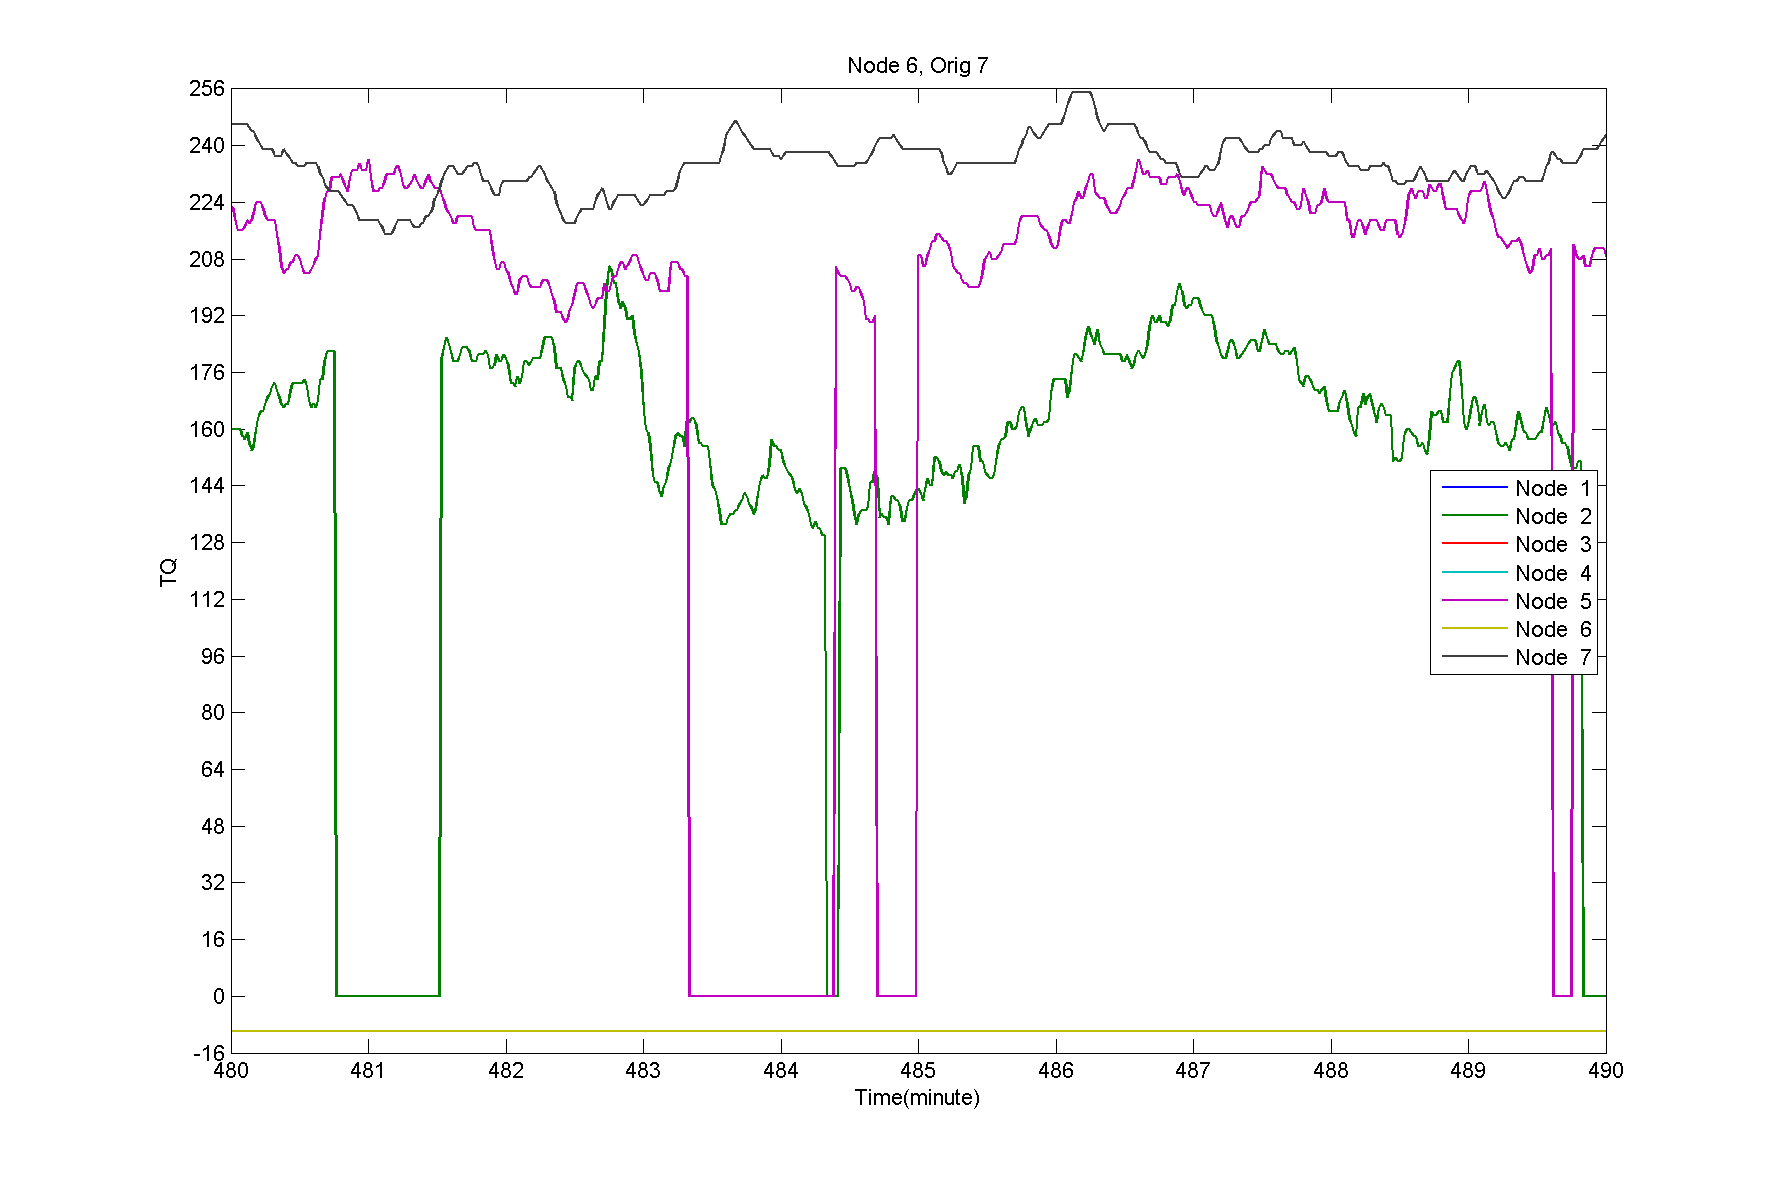 Node 6, Orig 7
256
240
224
208
192
176
160
144
128
112
96
80
64
48
32
16
0
-16
TQ
Node 1
Node 2
Node 3
Node 4
Node 5
Node 6
Node 7
480 481 482 483 484 485 486 487 488 489 490
Time(minute)